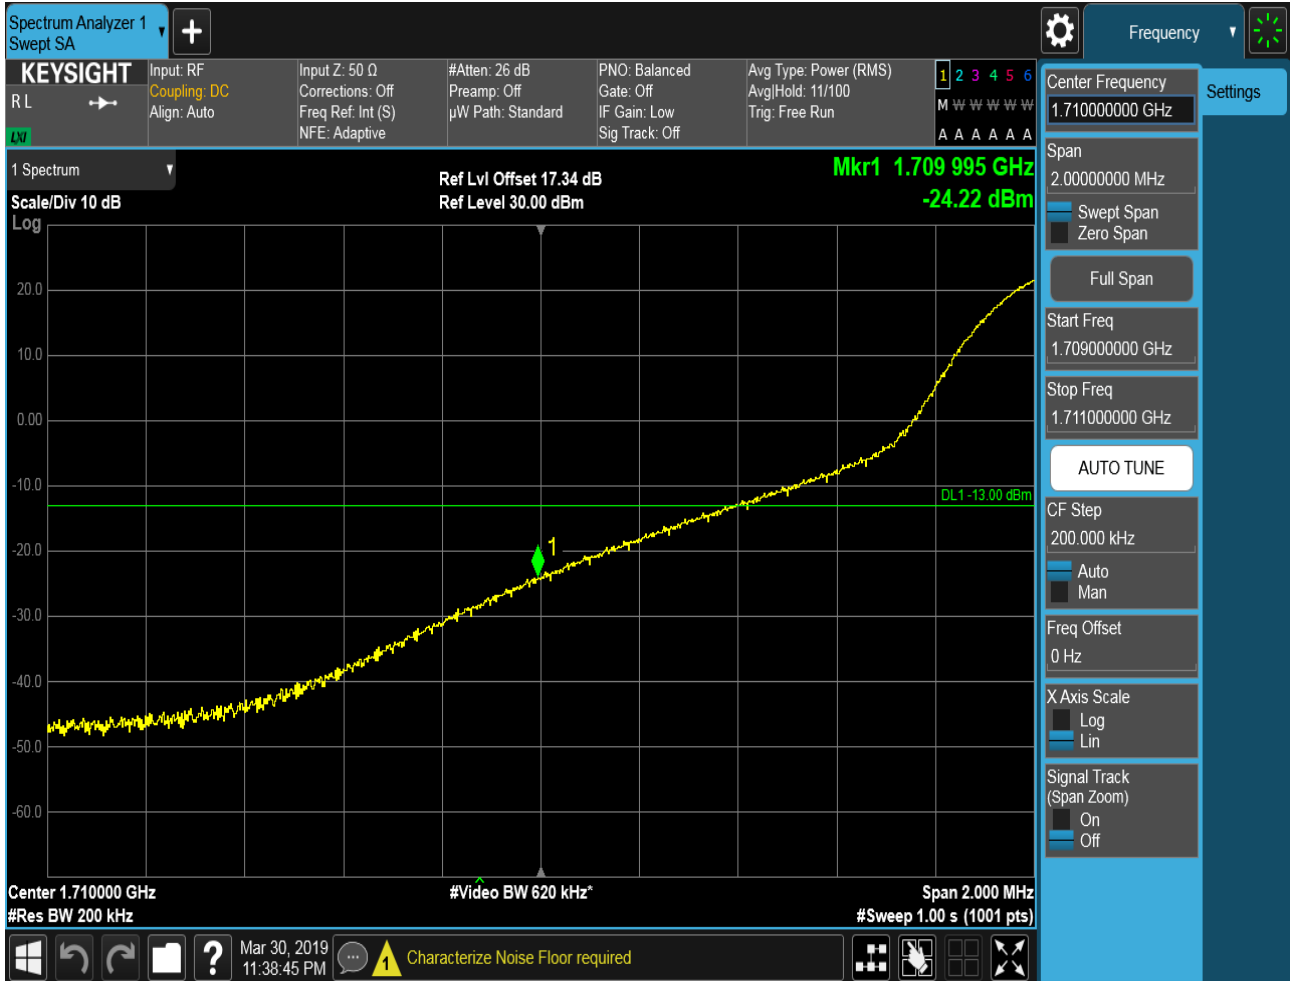 Spectrum Analyzer 1
Swept SA
+
Frequency
KEYSIGHT
R L
LXI
Input: RF
Coupling: DC
Align: Auto
Input Z: 50 Ω
Corrections: Off
Freq Ref: Int (S)
NFE: Adaptive
#Atten: 26 dB
Preamp: Off
µW Path: Standard
PNO: Balanced
Gate: Off
IF Gain: Low
Sig Track: Off
Avg Type: Power (RMS)
Avg|Hold: 11/100
Trig: Free Run
1 2 3 4 5 6
M W W W W W
A A A A A A
1 Spectrum
Scale/Div 10 dB
Log
Ref Lvl Offset 17.34 dB
Ref Level 30.00 dBm
Mkr1 1.709 995 GHz
-24.22 dBm
20.0
10.0
0.00
-10.0
DL1 -13.00 dBm
-20.0
1
-30.0
-40.0
-50.0
-60.0
Center 1.710000 GHz
#Res BW 200 kHz
#Video BW 620 kHz*
Span 2.000 MHz
#Sweep 1.00 s (1001 pts)
Center Frequency
1.710000000 GHz
Settings
Span
2.00000000 MHz
Swept Span
Zero Span
Full Span
Start Freq
1.709000000 GHz
Stop Freq
1.711000000 GHz
AUTO TUNE
CF Step
200.000 kHz
Auto
Man
Freq Offset
0 Hz
X Axis Scale
Log
Lin
Signal Track
(Span Zoom)
On
Off
?
Mar 30, 2019
11:38:45 PM
1
Characterize Noise Floor required